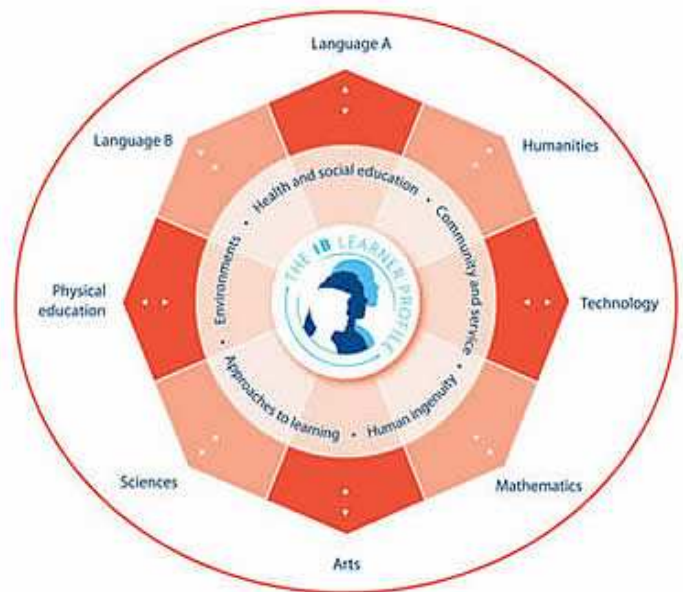 Language A
Language B
Humanities
Health and social education
•
Community and service
•
Environments
•
THE IB LEARNER PROFILE
Physical
education
Technology
Approaches to learning
•
Human ingenuity
•
Sciences
Mathematics
Arts